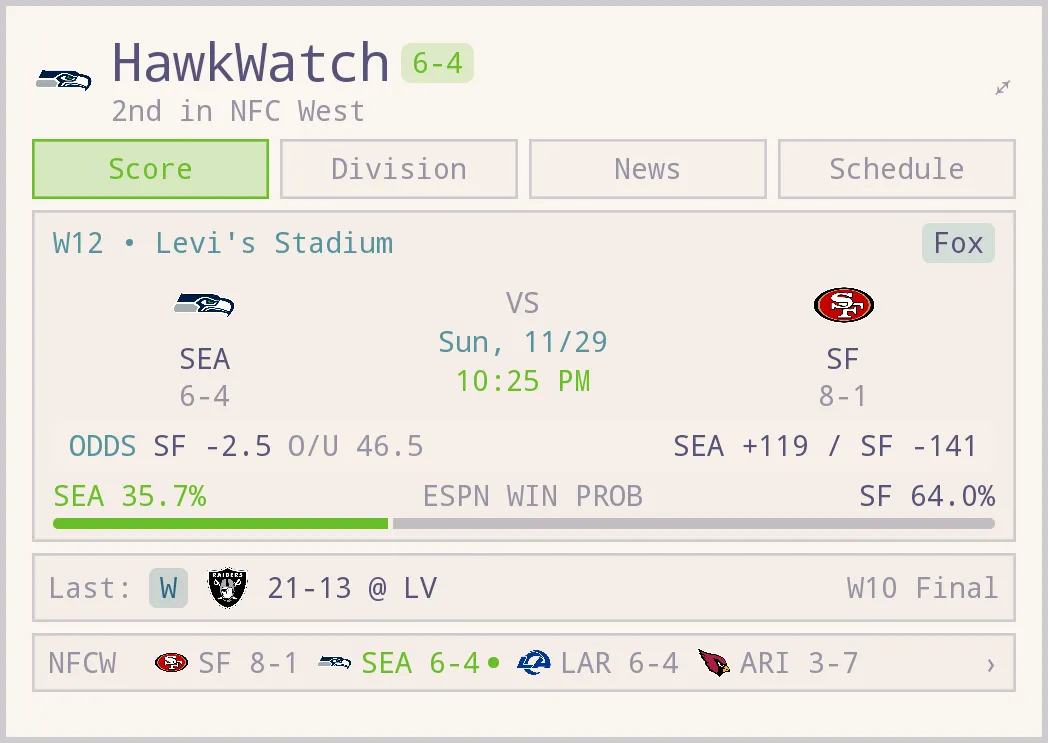 HawkWatch 6-4
2nd in NFC West
Score Division News Schedule
W12 • Levi's Stadium Fox
VS
Sun, 11/29
10:25 PM
SEA
6-4
SF
8-1
ODDS SF -2.5 O/U 46.5 SEA +119 / SF -141
SEA 35.7% ESPN WIN PROB SF 64.0%
Last: W RAIDERS 21-13 @ LV W10 Final
NFCW SF 8-1 SEA 6-4 • LAR 6-4 ARI 3-7 ›